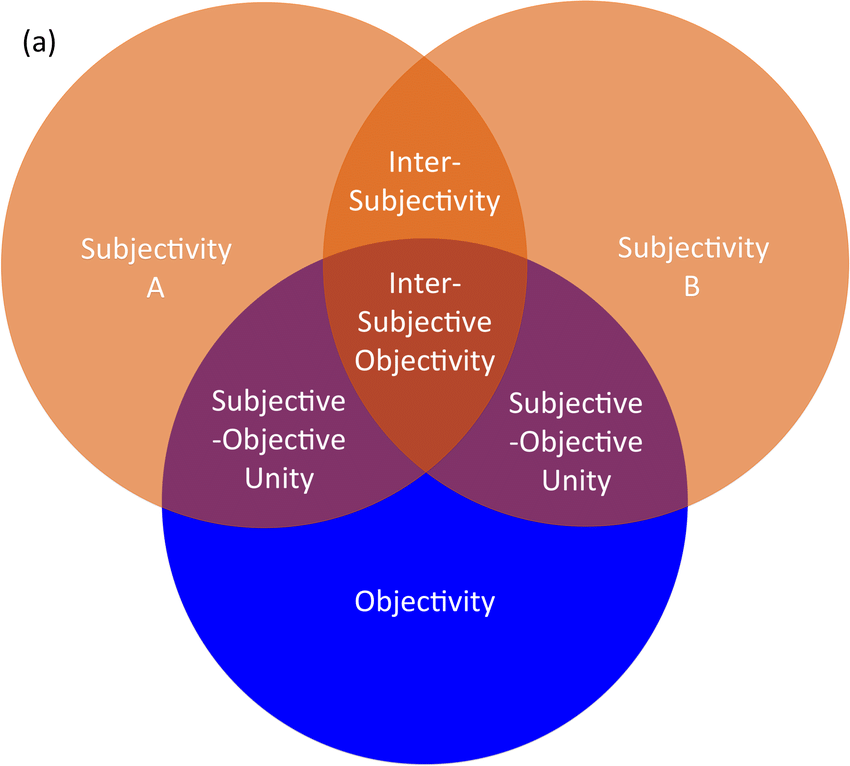 (a)
Inter-
Subjectivity
Subjectivity
A
Subjectivity
B
Inter-
Subjective
Objectivity
Subjective
-Objective
Unity
Subjective
-Objective
Unity
Objectivity